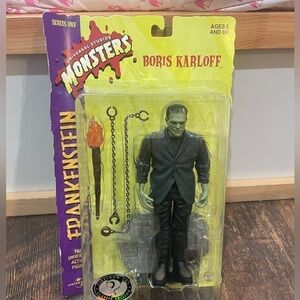 SERIES ONE
UNIVERSAL STUDIOS
MONSTERS
AGES 5
AND UP
BORIS KARLOFF
FRANKENSTEIN